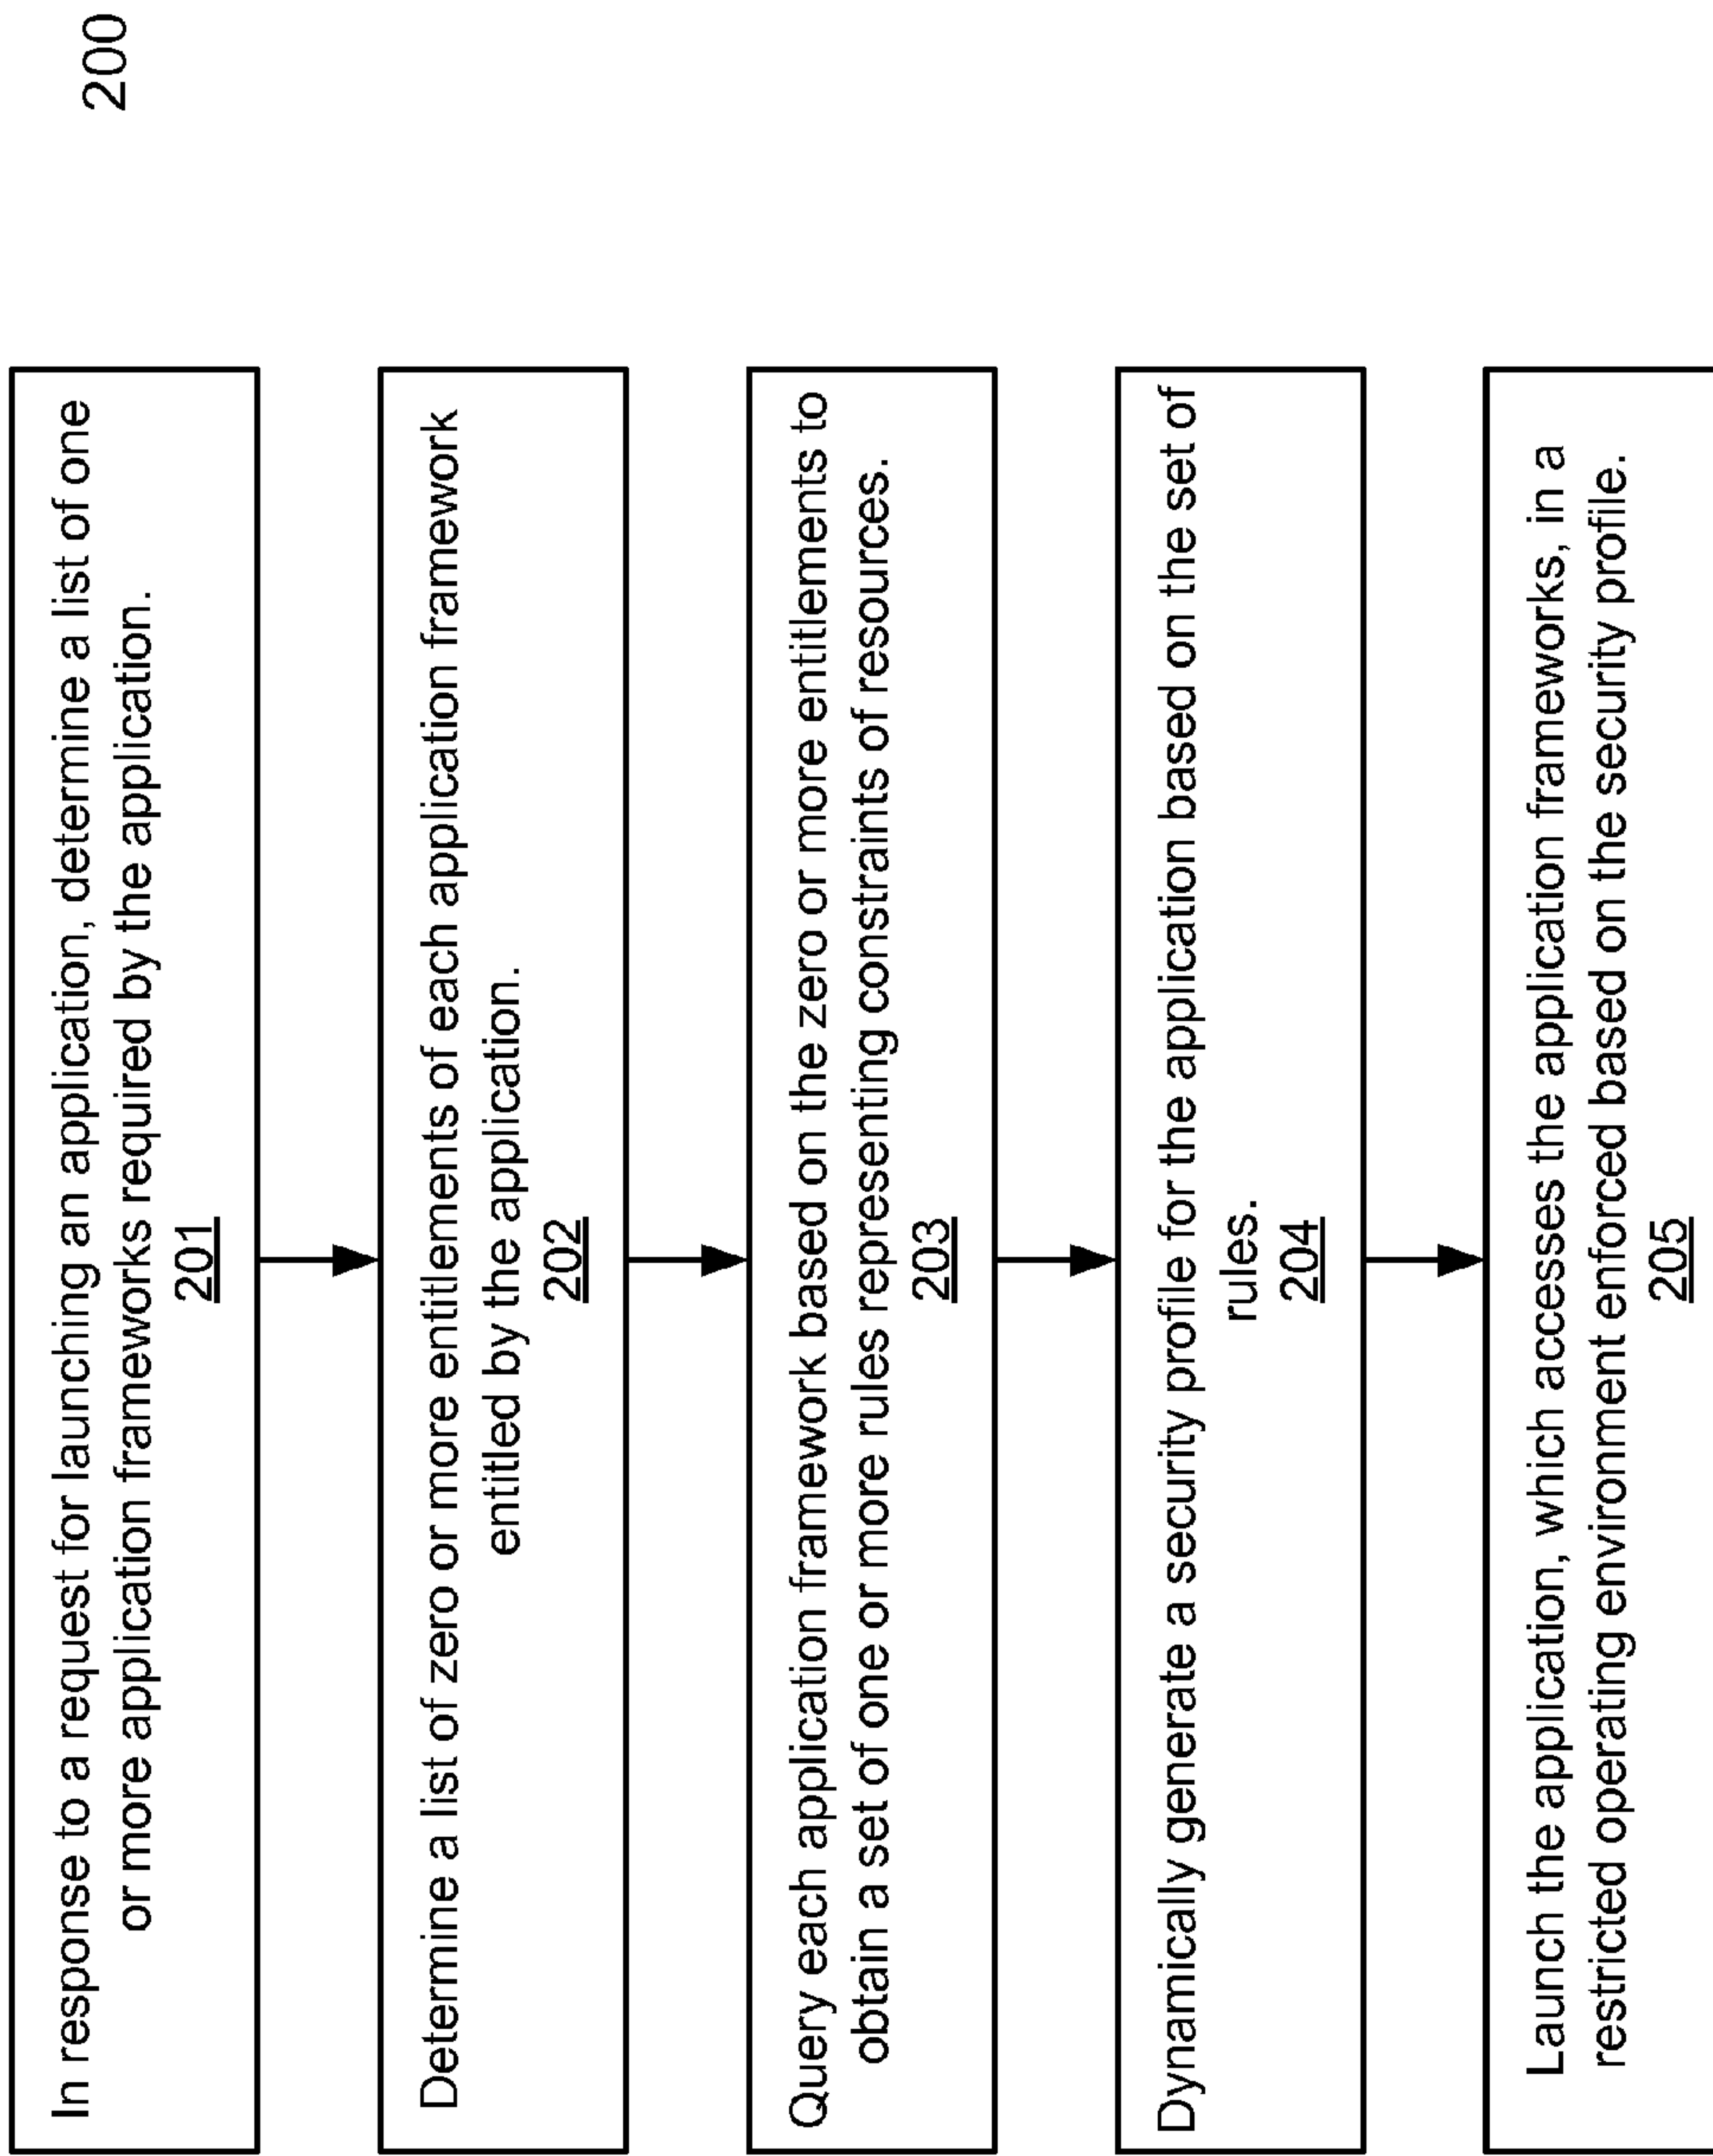 200
In response to a request for launching an application, determine a list of one
or more application frameworks required by the application.
201
Determine a list of zero or more entitlements of each application framework
entitled by the application.
202
Query each application framework based on the zero or more entitlements to
obtain a set of one or more rules representing constraints of resources.
203
Dynamically generate a security profile for the application based on the set of
rules.
204
Launch the application, which accesses the application frameworks, in a
restricted operating environment enforced based on the security profile.
205